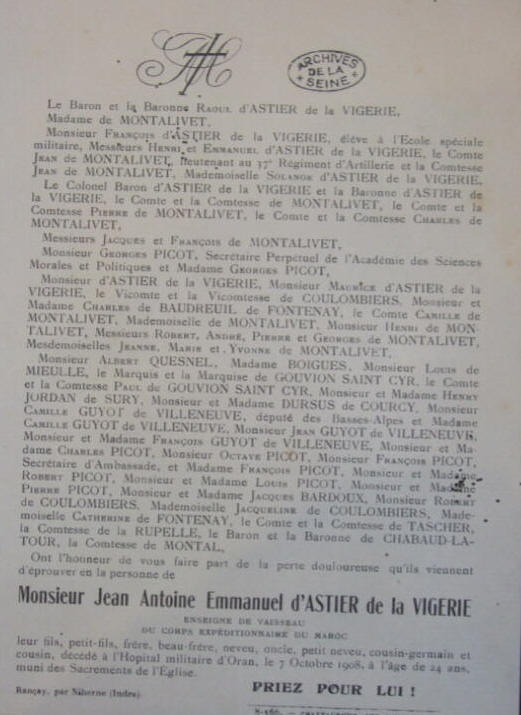 ARCHIVES
DE LA
SEINE
Le Baron et la Baronne RAOUL d'ASTIER de la VIGERIE,
Madame de MONTALIVET,
Monsieur FRANÇOIS d'ASTIER de la VIGERIE, élève à l'Ecole spéciale
militaire, Messieurs HENRI et EMMANUEL d'ASTIER de la VIGERIE, le Comte
JEAN de MONTALIVET, lieutenant au 37e Régiment d'Artillerie et la Comtesse
JEAN de MONTALIVET, Mademoiselle SOLANGE d'ASTIER de la VIGERIE,
Le Colonel Baron d'ASTIER de la VIGERIE et la Baronne d'ASTIER de
la VIGERIE, le Comte et la Comtesse de MONTALIVET, le Comte et la
Comtesse PIERRE de MONTALIVET, le Comte et la Comtesse CHARLES de
MONTALIVET,
Messieurs JACQUES et FRANÇOIS de MONTALIVET,
Monsieur GEORGES PICOT, Secrétaire Perpétuel de l'Académie des Sciences
Morales et Politiques et Madame GEORGES PICOT,
Monsieur d'ASTIER de la VIGERIE, Monsieur MAURICE d'ASTIER de la
VIGERIE, le Vicomte et la Vicomtesse de COULOMBIERS, Monsieur et
Madame CHARLES de BAUDREUIL de FONTENAY, le Comte CAMILLE de
MONTALIVET, Mademoiselle de MONTALIVET, Monsieur HENRI de MON-
TALIVET, Messieurs ROBERT, ANDRÉ, PIERRE et GEORGES de MONTALIVET,
Mesdemoiselles JEANNE, MARIE et YVONNE de MONTALIVET,
Monsieur ALBERT QUESNEL, Madame BOIGUES, Monsieur LOUIS de
MIEULLE, le Marquis et la Marquise de GOUVION SAINT CYR, le Comte
et la Comtesse PAUL de GOUVION SAINT CYR, Monsieur et Madame HENRY
JORDAN de SURY, Monsieur et Madame DURSUS de COURCY, Monsieur
CAMILLE GUYOT de VILLENEUVE, député des Basses-Alpes et Madame
CAMILLE GUYOT de VILLENEUVE, Monsieur JEAN GUYOT de VILLENEUVE,
Monsieur et Madame FRANÇOIS GUYOT de VILLENEUVE, Monsieur et Ma-
dame CHARLES PICOT, Monsieur OCTAVE PICOT, Monsieur FRANÇOIS PICOT,
Secrétaire d'Ambassade, et Madame FRANÇOIS PICOT, Monsieur et Madame
ROBERT PICOT, Monsieur et Madame LOUIS PICOT, Monsieur et Madame
PIERRE PICOT, Monsieur et Madame JACQUES BARDOUX, Monsieur ROBERT
de COULOMBIERS, Mademoiselle JACQUELINE de COULOMBIERS, Made-
moiselle CATHERINE de FONTENAY, le Comte et la Comtesse de TASCHER,
la Comtesse de la RUPELLE, le Baron et la Baronne de CHABAUD-LA-
TOUR, la Comtesse de MONTAL,
Ont l'honneur de vous faire part de la perte douloureuse qu'ils viennent
d'éprouver en la personne de
Monsieur Jean Antoine Emmanuel d'ASTIER de la VIGERIE
ENSEIGNE DE VAISSEAU
DU CORPS EXPÉDITIONNAIRE DU MAROC
leur fils, petit-fils, frère, beau-frère, neveu, oncle, petit neveu, cousin-germain et
cousin, décédé à l'Hopital militaire d'Oran, le 7 Octobre 1908, à l'âge de 24 ans,
muni des Sacrements de l'Eglise.
PRIEZ POUR LUI !
Rançay, par Niherne (Indre).